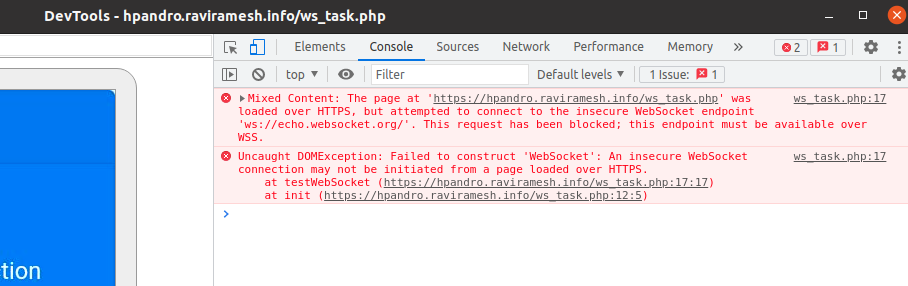 DevTools - hpandro.raviramesh.info/ws_task.php
Elements Console Sources Network Performance Memory » 2 1
top ▼ Filter Default levels ▼ 1 Issue: 1
Mixed Content: The page at 'https://hpandro.raviramesh.info/ws_task.php' was ws_task.php:17
loaded over HTTPS, but attempted to connect to the insecure WebSocket endpoint
'ws://echo.websocket.org/'. This request has been blocked; this endpoint must be available over
WSS.
Uncaught DOMException: Failed to construct 'WebSocket': An insecure WebSocket ws_task.php:17
connection may not be initiated from a page loaded over HTTPS.
at testWebSocket (https://hpandro.raviramesh.info/ws_task.php:17:17)
at init (https://hpandro.raviramesh.info/ws_task.php:12:5)
>
ction